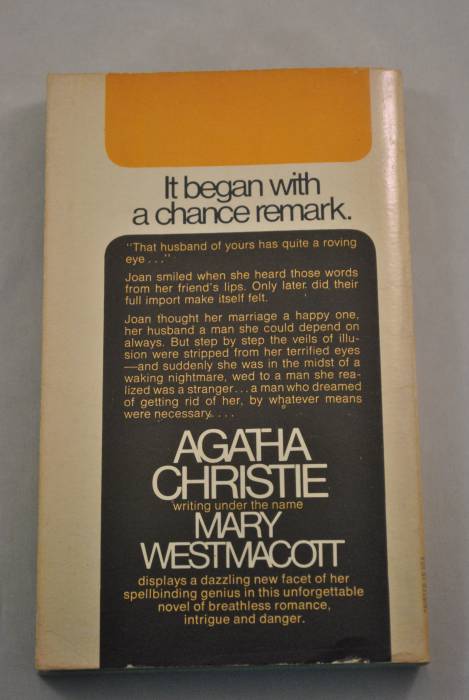 It began with
a chance remark.
"That husband of yours has quite a roving
eye . . ."
Joan smiled when she heard those words
from her friend's lips. Only later did their
full import make itself felt.
Joan thought her marriage a happy one,
her husband a man she could depend on
always. But step by step the veils of illu-
sion were stripped from her terrified eyes
—and suddenly she was in the midst of a
waking nightmare, wed to a man she rea-
lized was a stranger . . . a man who dreamed
of getting rid of her, by whatever means
were necessary. . . .
AGATHA
CHRISTIE
writing under the name
MARY
WESTMACOTT
displays a dazzling new facet of her
spellbinding genius in this unforgettable
novel of breathless romance,
intrigue and danger.